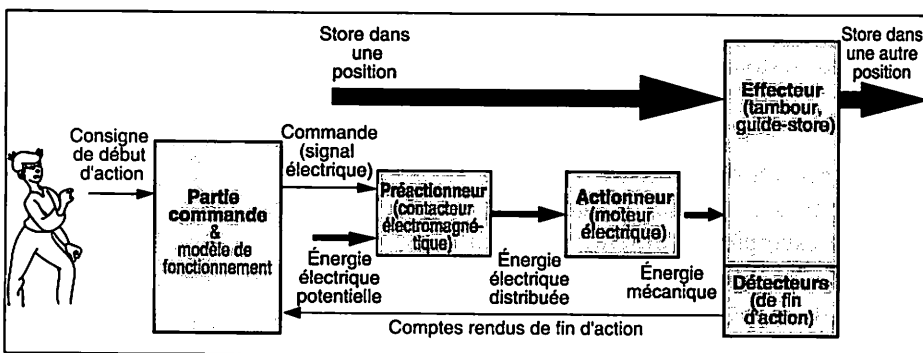 Store dans
une
position
Store dans
une autre
position
Effecteur
(tambour,
guide-store)
Consigne
de début
d'action
Commande
(signal
électrique)
Partie
commande
&
modèle de
fonctionnement
Préactionneur
(contacteur
électromagné-
tique)
Actionneur
(moteur
électrique)
Énergie
électrique
potentielle
Énergie
électrique
distribuée
Énergie
mécanique
Détecteurs
(de fin
d'action)
Comptes rendus de fin d'action